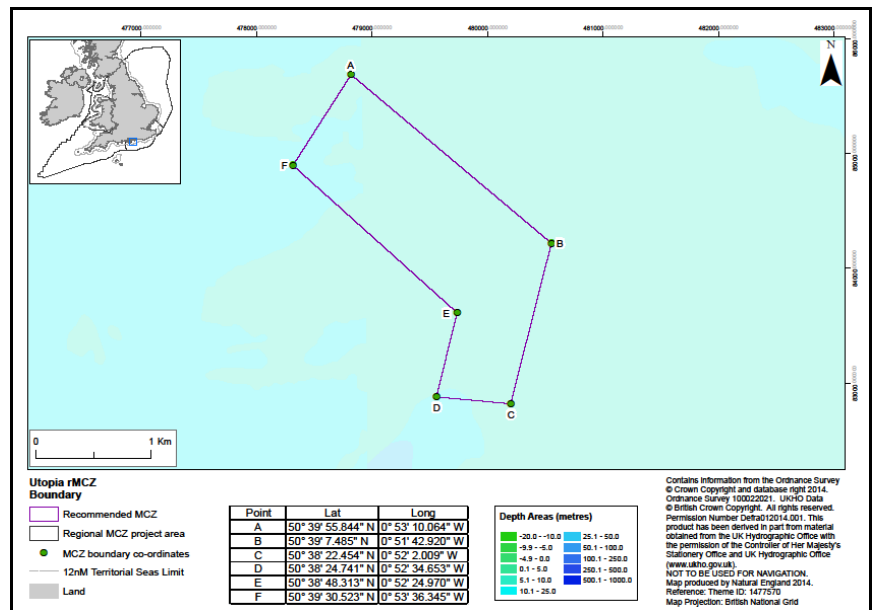 477000 478000 479000 480000 481000 482000 483000
86000
85000
84000
83000
N
A
B
C
D
E
F
0 1 Km
Utopia rMCZ
Boundary
Recommended MCZ
Regional MCZ project area
MCZ boundary co-ordinates
12nM Territorial Seas Limit
Land
Point Lat Long
A 50° 39' 55.844" N 0° 53' 10.064" W
B 50° 39' 7.485" N 0° 51' 42.920" W
C 50° 38' 22.454" N 0° 52' 2.009" W
D 50° 38' 24.741" N 0° 52' 34.653" W
E 50° 38' 48.313" N 0° 52' 24.970" W
F 50° 39' 30.523" N 0° 53' 36.345" W
Depth Areas (metres)
-20.0 - -10.0 25.1 - 50.0
-9.9 - -5.0 50.1 - 100.0
-4.9 - 0.0 100.1 - 250.0
0.1 - 5.0 250.1 - 500.0
5.1 - 10.0 500.1 - 1000.0
10.1 - 25.0
Contains Information from the Ordnance Survey
© Crown Copyright and database right 2014.
Ordnance Survey 100022021. UKHO Data
© British Crown Copyright. All rights reserved.
Permission Number Defra012014.001. This
product has been derived in part from material
obtained from the UK Hydrographic Office with
the permission of the Controller of Her Majesty's
Stationery Office and UK Hydrographic Office
(www.ukho.gov.uk).
NOT TO BE USED FOR NAVIGATION.
Map produced by Natural England 2014.
Reference: Theme ID: 1477570
Map Projection: British National Grid